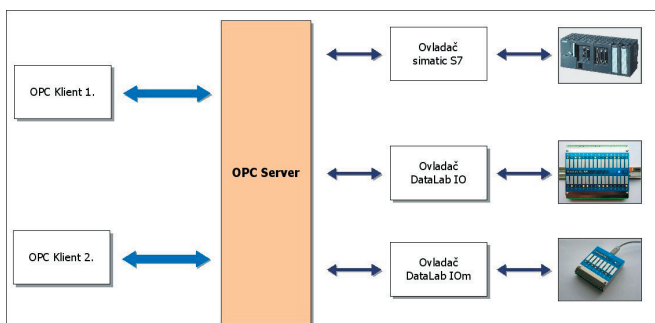 OPC Klient 1.
OPC Klient 2.
OPC Server
Ovladač
simatic S7
Ovladač
DataLab IO
Ovladač
DataLab IOm